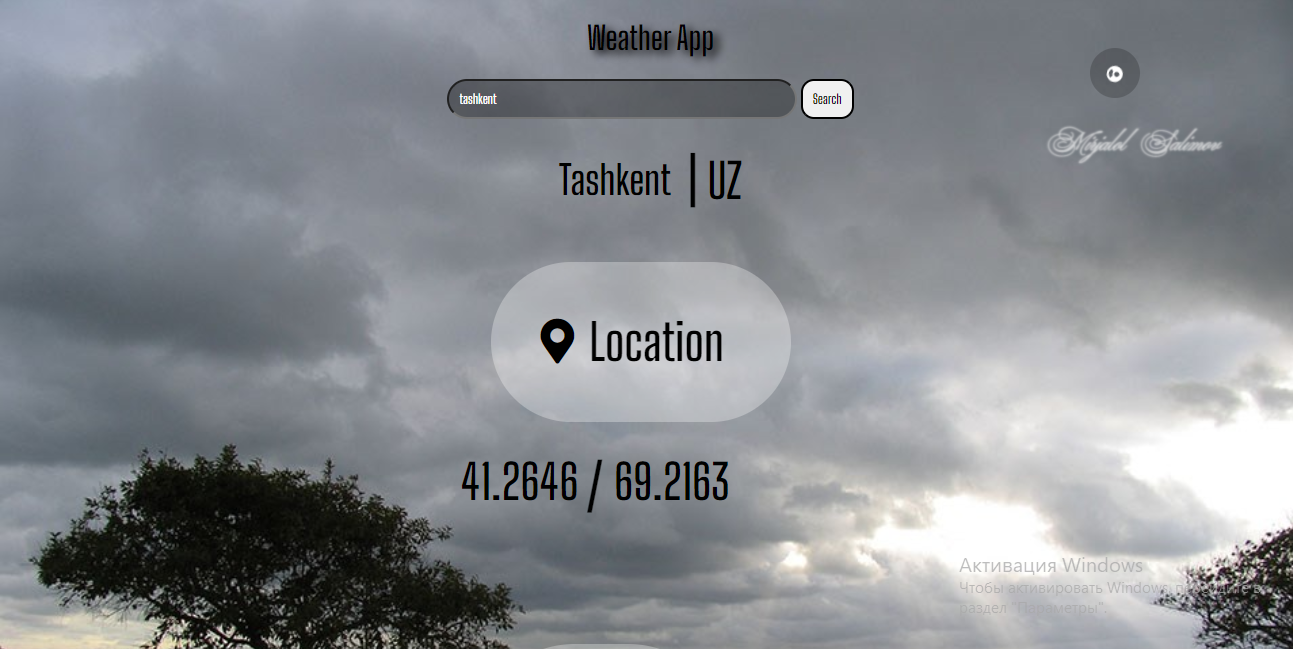 Weather App
tashkent
Search
Mirjalol Salimov
Tashkent | UZ
Location
41.2646 / 69.2163
Активация Windows
Чтобы активировать Windows, перейдите в
раздел "Параметры".